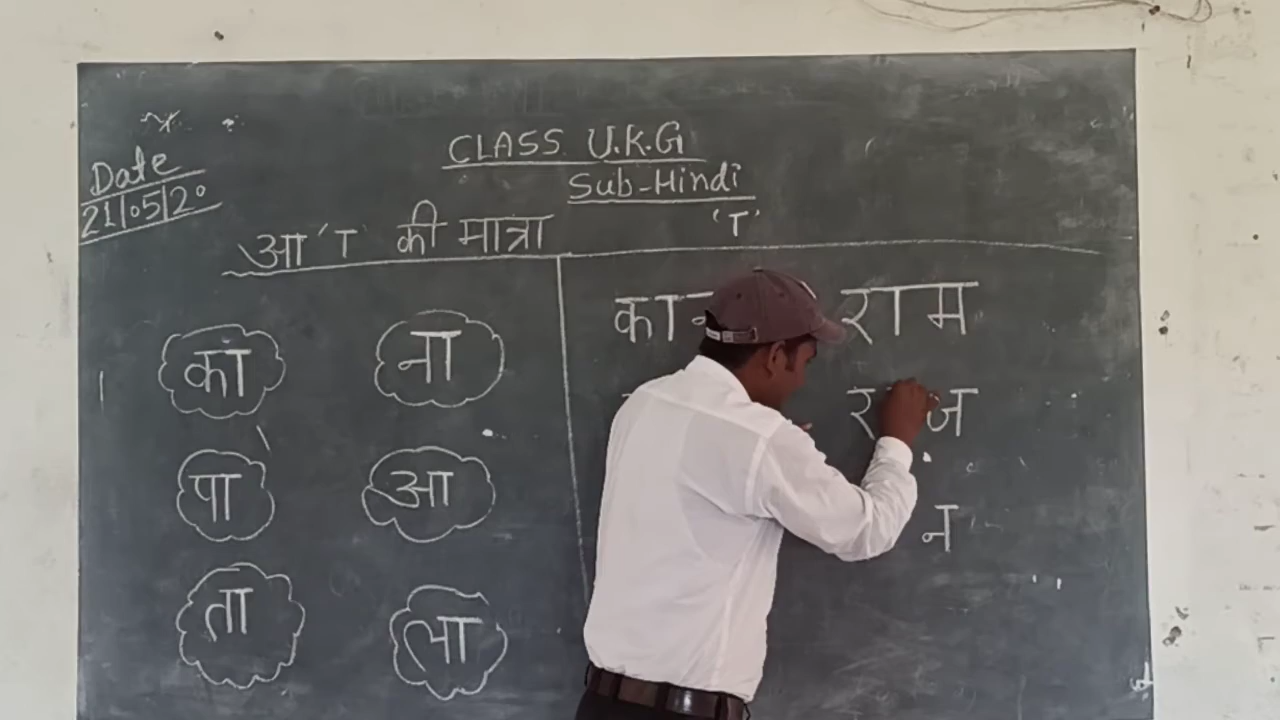 CLASS U.K.G
Date
21/05/20
Sub-Hindi
आ 'ा' की मात्रा
'ा'
का ना
पा आ
ता ला
राम
न